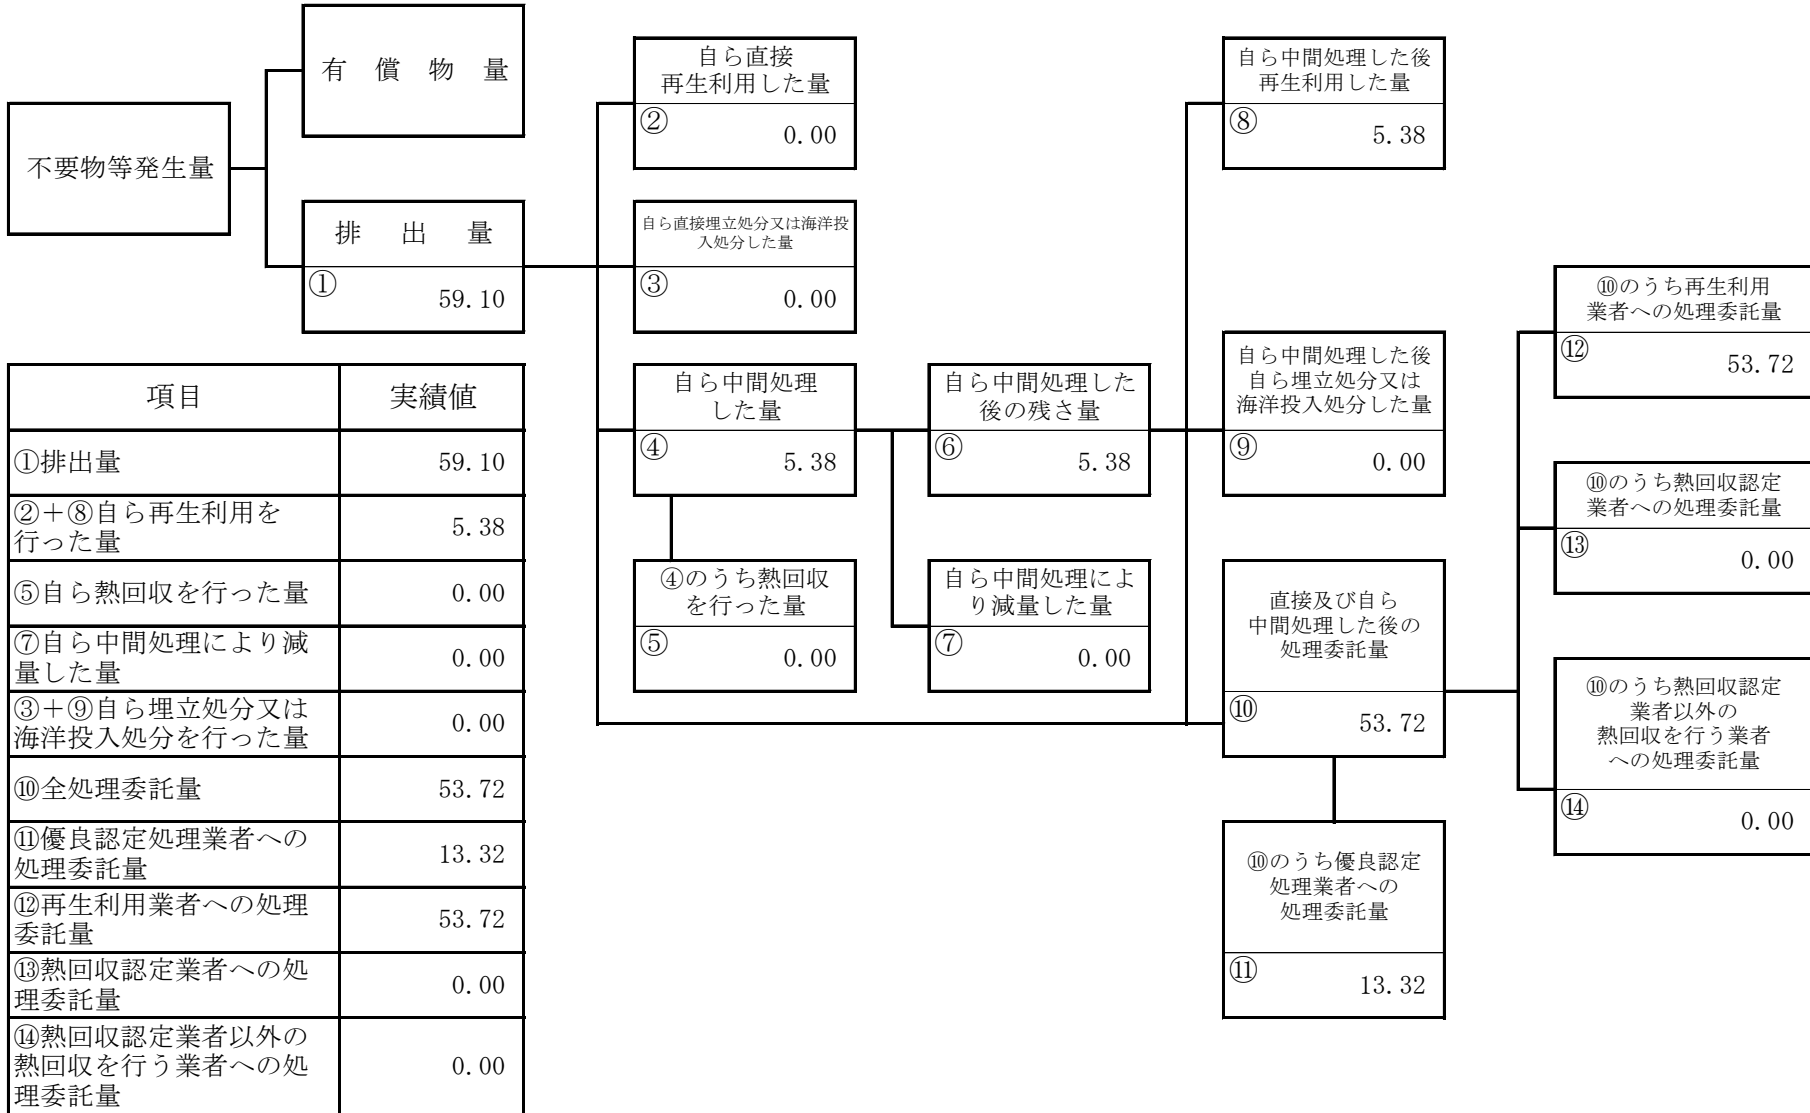 有　償　物　量
不要物等発生量
排　出　量
①
59.10
自ら直接
再生利用した量
②
0.00
自ら直接埋立処分又は海洋投
入処分した量
③
0.00
自ら中間処理
した量
④
5.38
④のうち熱回収
を行った量
⑤
0.00
自ら中間処理した
後の残さ量
⑥
5.38
自ら中間処理によ
り減量した量
⑦
0.00
自ら中間処理した後
再生利用した量
⑧
5.38
自ら中間処理した後
自ら埋立処分又は
海洋投入処分した量
⑨
0.00
直接及び自ら
中間処理した後の
処理委託量
⑩
53.72
⑩のうち優良認定
処理業者への
処理委託量
⑪
13.32
⑩のうち再生利用
業者への処理委託量
⑫
53.72
⑩のうち熱回収認定
業者への処理委託量
⑬
0.00
⑩のうち熱回収認定
業者以外の
熱回収を行う業者
への処理委託量
⑭
0.00
項目 実績値
①排出量 59.10
②＋⑧自ら再生利用を
行った量 5.38
⑤自ら熱回収を行った量 0.00
⑦自ら中間処理により減
量した量 0.00
③＋⑨自ら埋立処分又は
海洋投入処分を行った量 0.00
⑩全処理委託量 53.72
⑪優良認定処理業者への
処理委託量 13.32
⑫再生利用業者への処理
委託量 53.72
⑬熱回収認定業者への処
理委託量 0.00
⑭熱回収認定業者以外の
熱回収を行う業者への処
理委託量 0.00